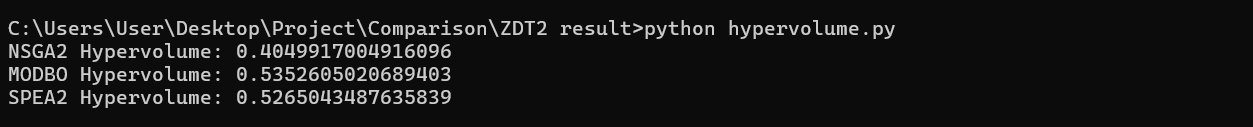 C:\Users\User\Desktop\Project\Comparison\ZDT2 result>python hypervolume.py
NSGA2 Hypervolume: 0.4049917004916096
MODBO Hypervolume: 0.5352605020689403
SPEA2 Hypervolume: 0.5265043487635839